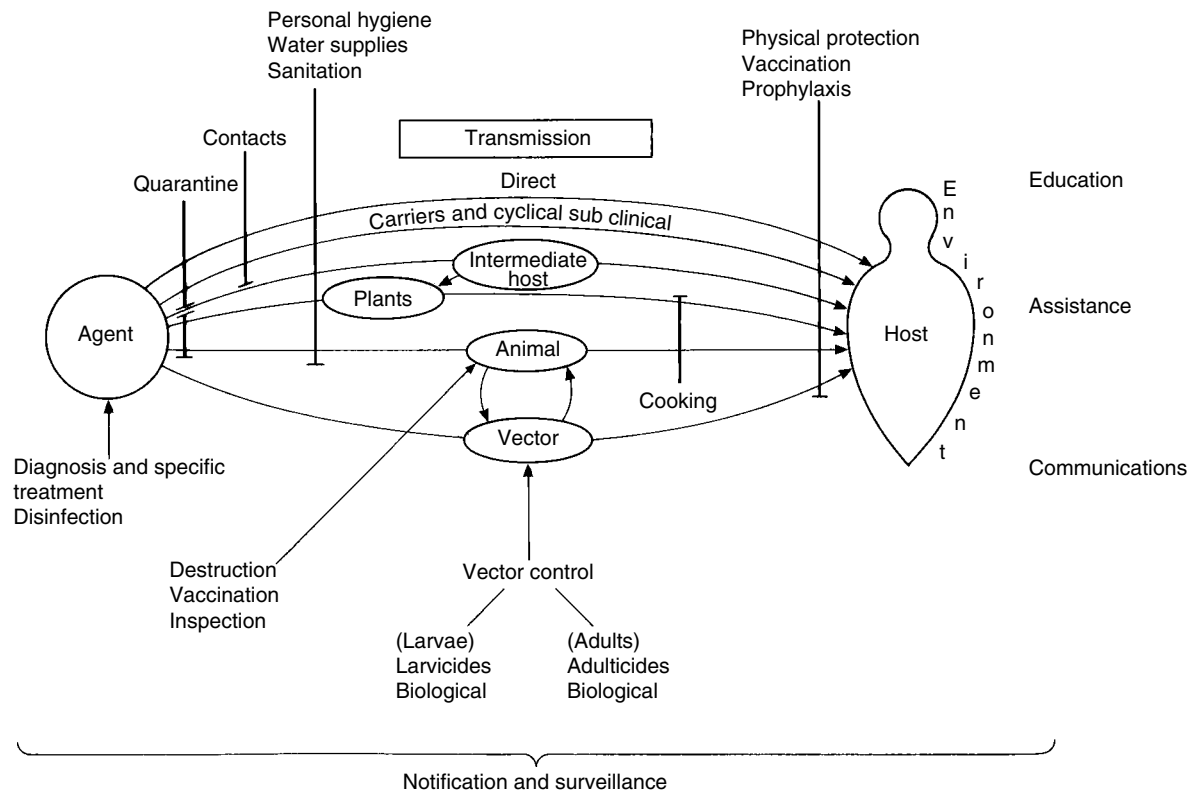 Personal hygiene
Water supplies
Sanitation
Physical protection
Vaccination
Prophylaxis
Contacts
Transmission
Quarantine
Direct
Education
Carriers and cyclical sub clinical
Intermediate
host
Plants
Agent
Animal
Host
Environment
Assistance
Cooking
Vector
Communications
Diagnosis and specific
treatment
Disinfection
Destruction
Vaccination
Inspection
Vector control
(Larvae)
Larvicides
Biological
(Adults)
Adulticides
Biological
Notification and surveillance